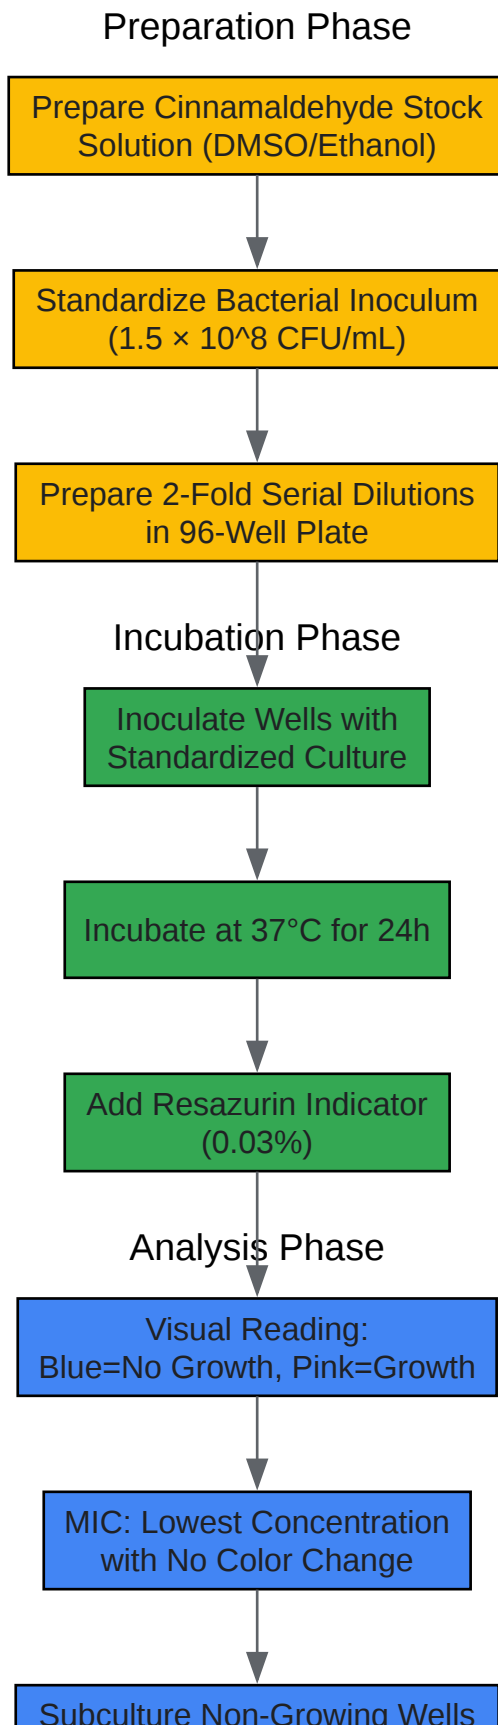 Preparation Phase
Prepare Cinnamaldehyde Stock
Solution (DMSO/Ethanol)
Standardize Bacterial Inoculum
(1.5 × 10^8 CFU/mL)
Prepare 2-Fold Serial Dilutions
in 96-Well Plate
Incubation Phase
Inoculate Wells with
Standardized Culture
Incubate at 37°C for 24h
Add Resazurin Indicator
(0.03%)
Analysis Phase
Visual Reading:
Blue=No Growth, Pink=Growth
MIC: Lowest Concentration
with No Color Change
Subculture Non-Growing Wells